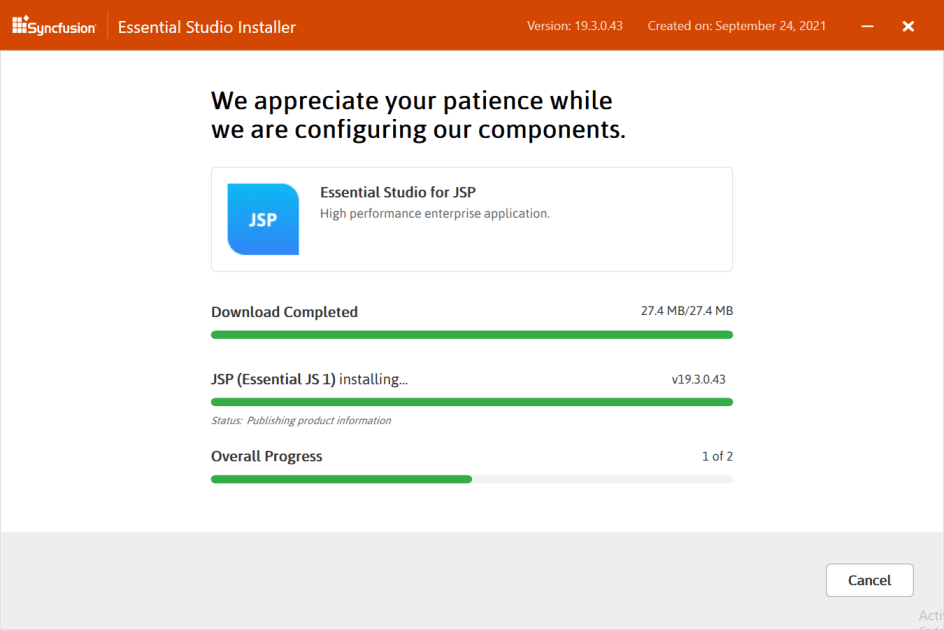 Syncfusion Essential Studio Installer Version: 19.3.0.43 Created on: September 24, 2021
We appreciate your patience while
we are configuring our components.
JSP
Essential Studio for JSP
High performance enterprise application.
Download Completed 27.4 MB/27.4 MB
JSP (Essential JS 1) installing... v19.3.0.43
Status: Publishing product information
Overall Progress 1 of 2
Cancel